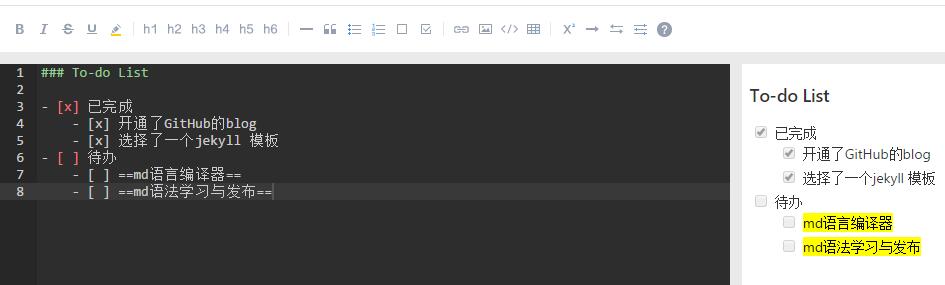 B I S U h1 h2 h3 h4 h5 h6 X² ?
1 ### To-do List
2
3 - [x] 已完成
4 - [x] 开通了GitHub的blog
5 - [x] 选择了一个jekyll 模板
6 - [ ] 待办
7 - [ ] ==md语言编译器==
8 - [ ] ==md语法学习与发布==
To-do List
已完成
开通了GitHub的blog
选择了一个jekyll 模板
待办
md语言编译器
md语法学习与发布